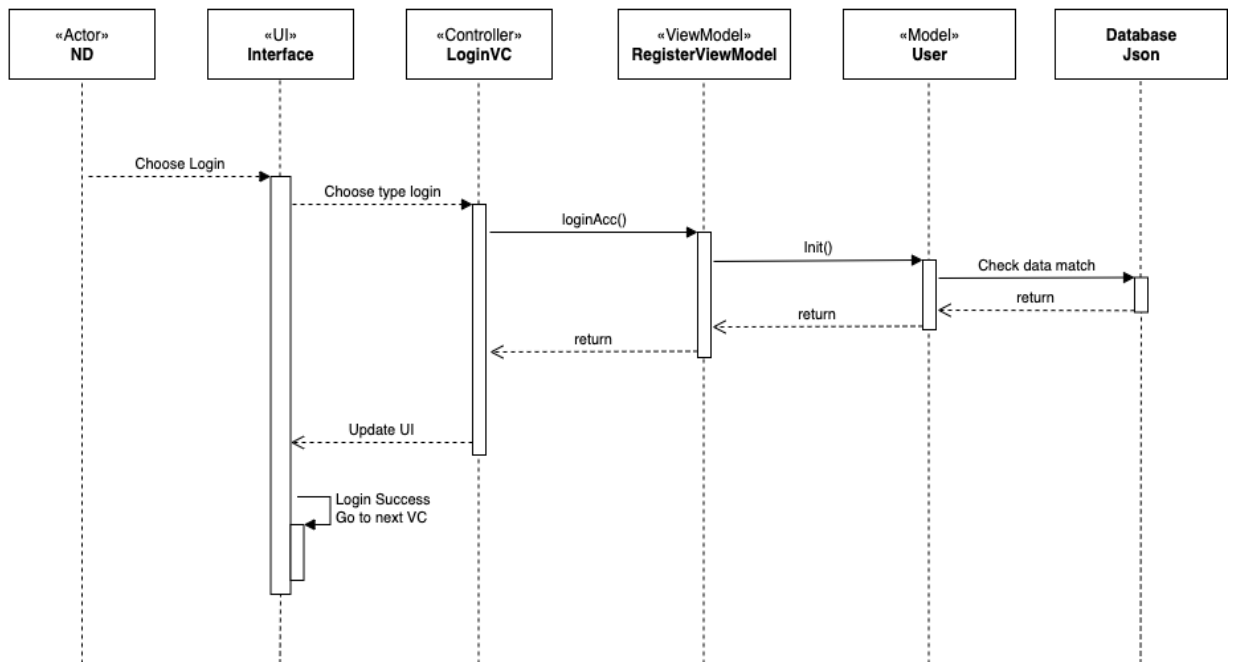 «Actor»
ND
«UI»
Interface
«Controller»
LoginVC
«ViewModel»
RegisterViewModel
«Model»
User
Database
Json
Choose Login
Choose type login
loginAcc()
Init()
Check data match
return
return
return
Update UI
Login Success
Go to next VC